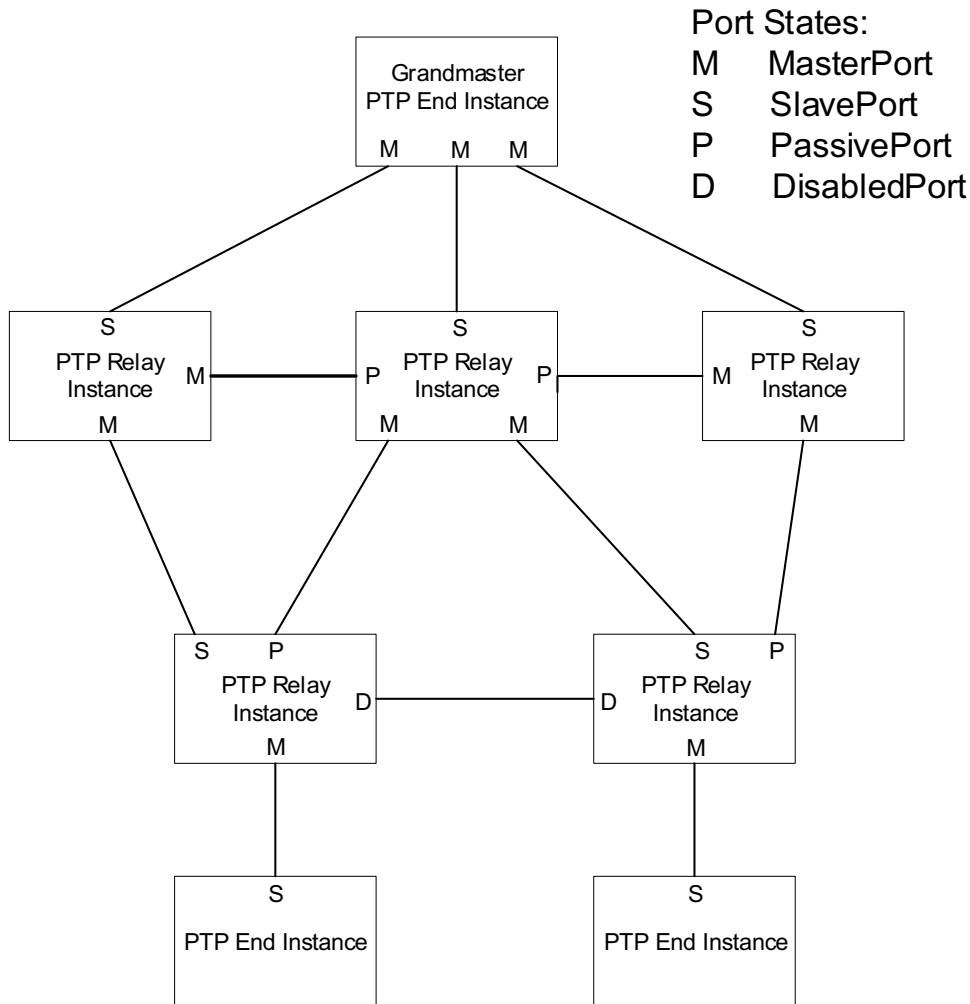 Port States:
M MasterPort
S SlavePort
P PassivePort
D DisabledPort
Grandmaster
PTP End Instance
M M M
S
PTP Relay
Instance
M
M
S
P
PTP Relay
Instance
P
M M
S
PTP Relay
M
Instance
M
S P
PTP Relay
Instance
D
M
S P
PTP Relay
D
Instance
M
S
PTP End Instance
S
PTP End Instance